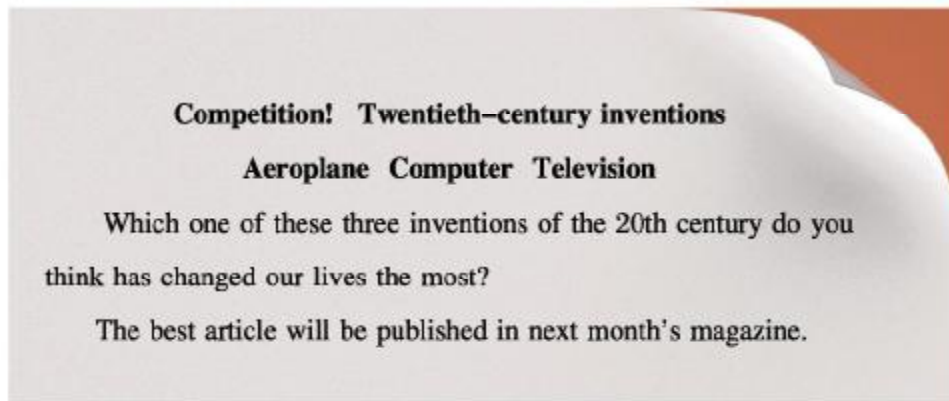 Competition! Twentieth-century inventions
Aeroplane Computer Television
Which one of these three inventions of the 20th century do you
think has changed our lives the most?
The best article will be published in next month's magazine.